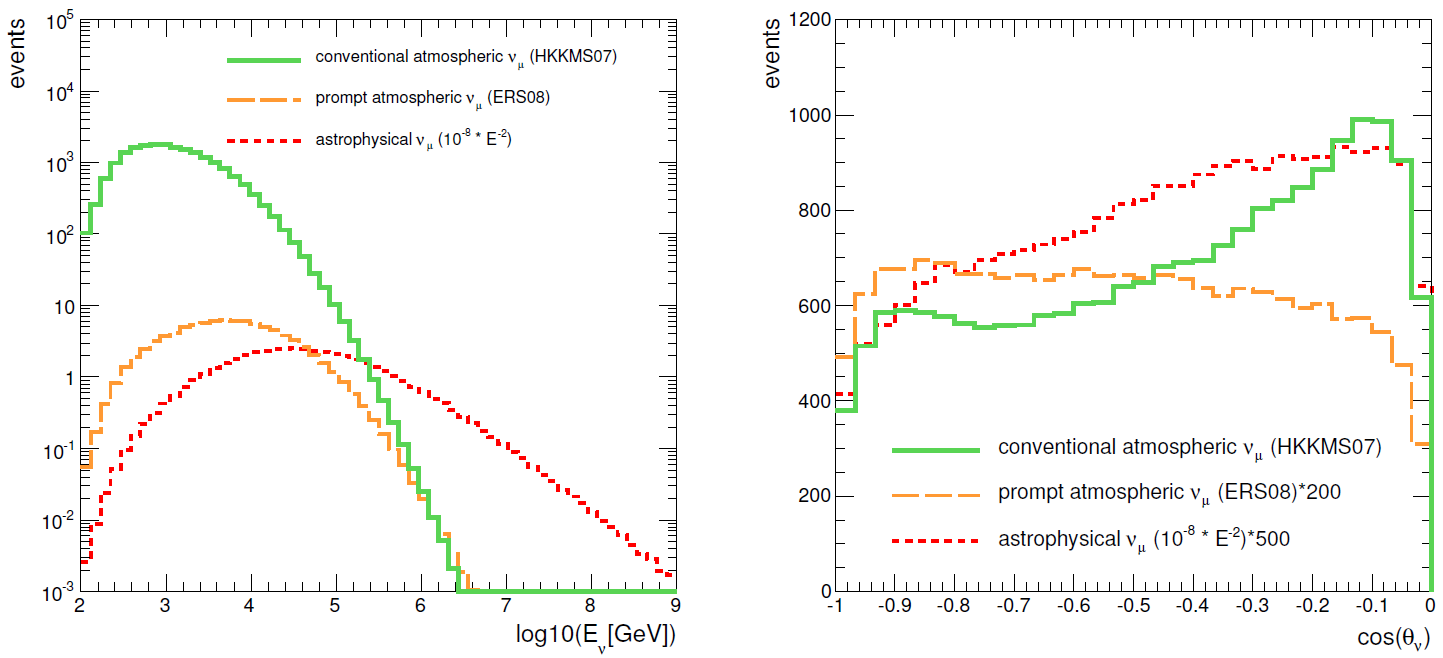 events
10^5
10^4
10^3
10^2
10
1
10^-1
10^-2
10^-3
conventional atmospheric ν_μ (HKKMS07)
prompt atmospheric ν_μ (ERS08)
astrophysical ν_μ (10^-8 * E^-2)
2 3 4 5 6 7 8 9
log10(E_ν[GeV])
events
1200
1000
800
600
400
200
0
conventional atmospheric ν_μ (HKKMS07)
prompt atmospheric ν_μ (ERS08)*200
astrophysical ν_μ (10^-8 * E^-2)*500
-1 -0.9 -0.8 -0.7 -0.6 -0.5 -0.4 -0.3 -0.2 -0.1 0
cos(θ_ν)